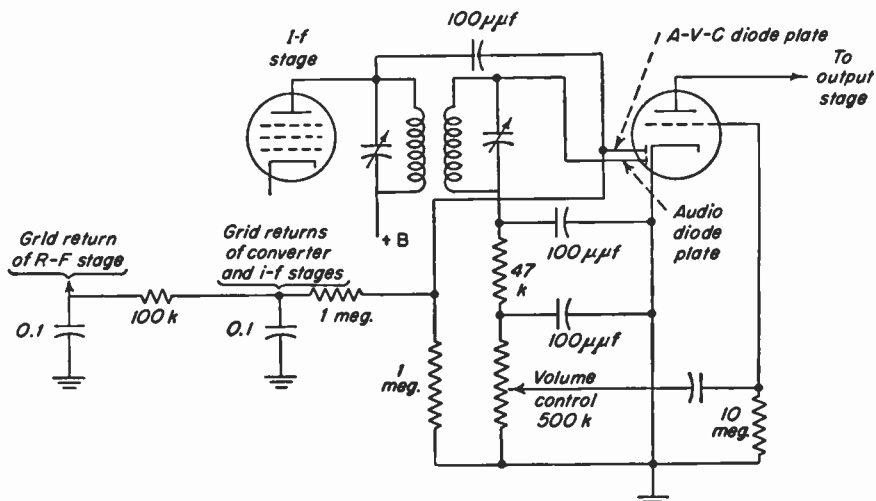 100μμf
I-f
stage
A-V-C diode plate
To
output
stage
+B
Audio
diode
plate
Grid return
of R-F stage
Grid returns
of converter
and i-f stages
100μμf
47
k
0.1
100 k
0.1
1 meg.
100μμf
1
meg.
Volume
control
500 k
10
meg.